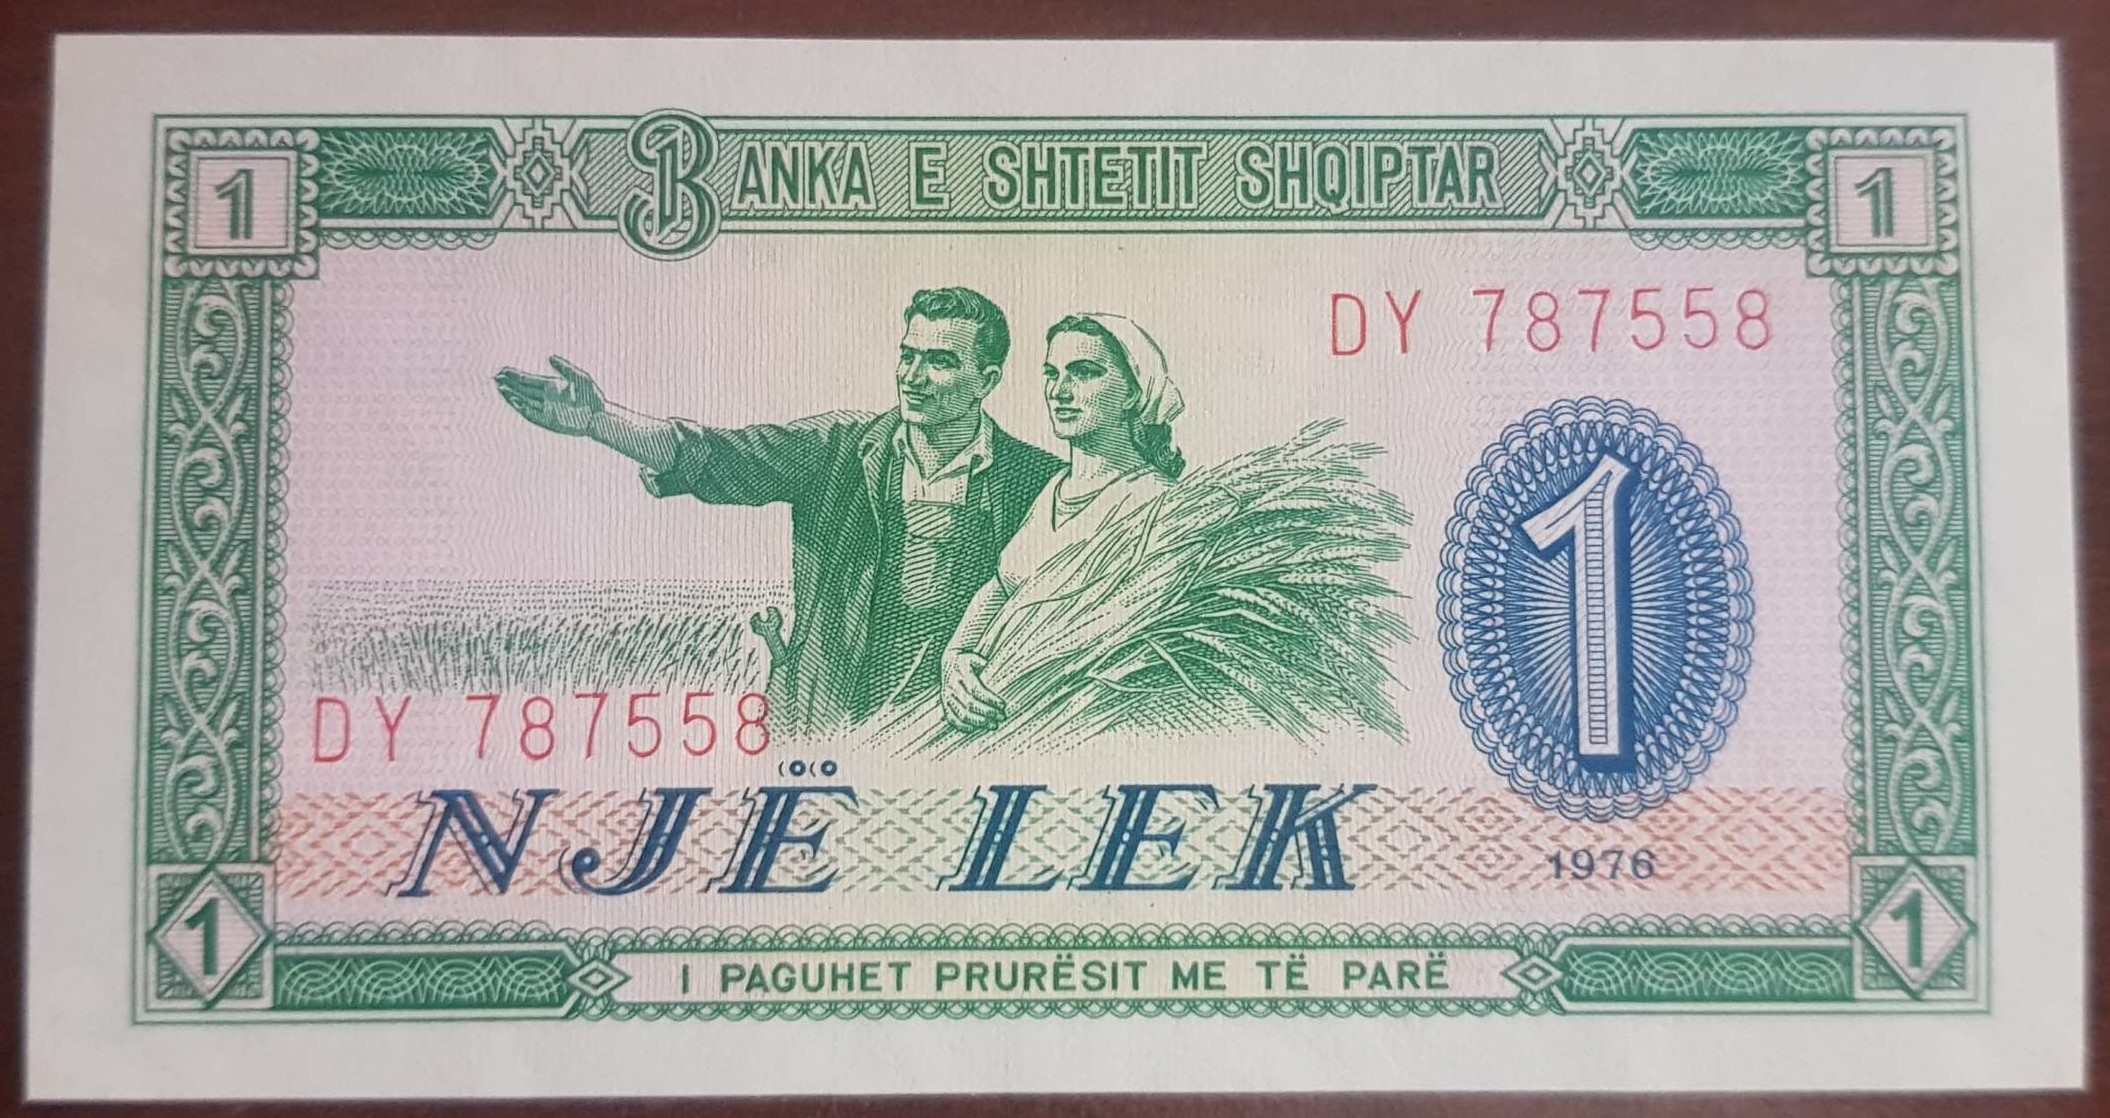 1 BANKA E SHTETIT SHQIPTAR 1
DY 787558
1
DY 787558
NJË LEK
1976
1 I PAGUHET PRURËSIT ME TË PARË 1